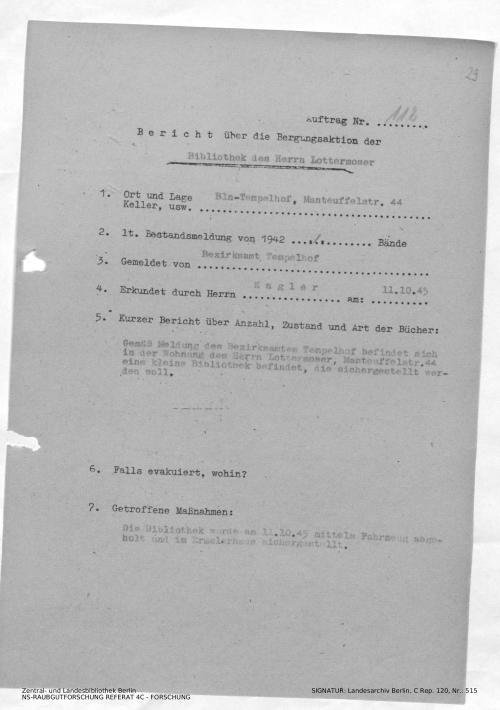 23
Auftrag Nr. 112
Bericht über die Bergungsaktion der
Bibliothek des Herrn Lottermoser
1. Ort und Lage Bln-Tempelhof, Manteuffelstr. 44
Keller, usw. ................................
2. lt. Bestandsmeldung von 1942 ............... Bände
Bezirksamt Tempelhof
3. Gemeldet von ................................
Kagler 11.10.45
4. Erkundet durch Herrn ............... am: .........
5. Kurzer Bericht über Anzahl, Zustand und Art der Bücher:
Gemäß Meldung des Bezirksamtes Tempelhof befindet sich
in der Wohnung des Herrn Lottermoser, Manteuffelstr.44
eine kleine Bibliothek befindet, die sichergestellt wer-
den soll.
6. Falls evakuiert, wohin?
7. Getroffene Maßnahmen:
Die Bibliothek wurde am 11.10.45 mittels Fahrzeug abge-
holt und im Ermelerhaus sichergestellt.
Zentral- und Landesbibliothek Berlin
NS-RAUBGUTFORSCHUNG REFERAT 4C - FORSCHUNG
SIGNATUR: Landesarchiv Berlin, C Rep. 120, Nr.: 515